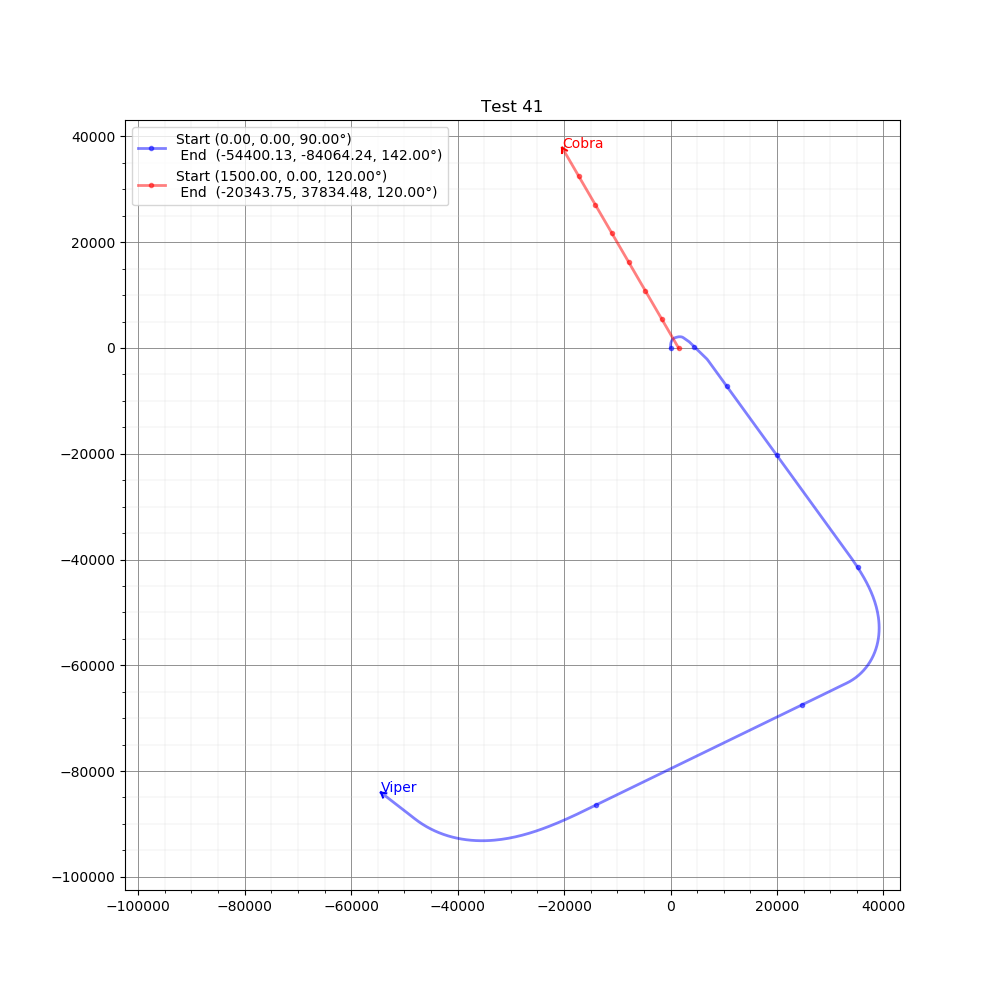 Test 41
Start (0.00, 0.00, 90.00°)
End (-54400.13, -84064.24, 142.00°)
Start (1500.00, 0.00, 120.00°)
End (-20343.75, 37834.48, 120.00°)
Cobra
Viper
40000
20000
0
−20000
−40000
−60000
−80000
−100000
−100000 −80000 −60000 −40000 −20000 0 20000 40000